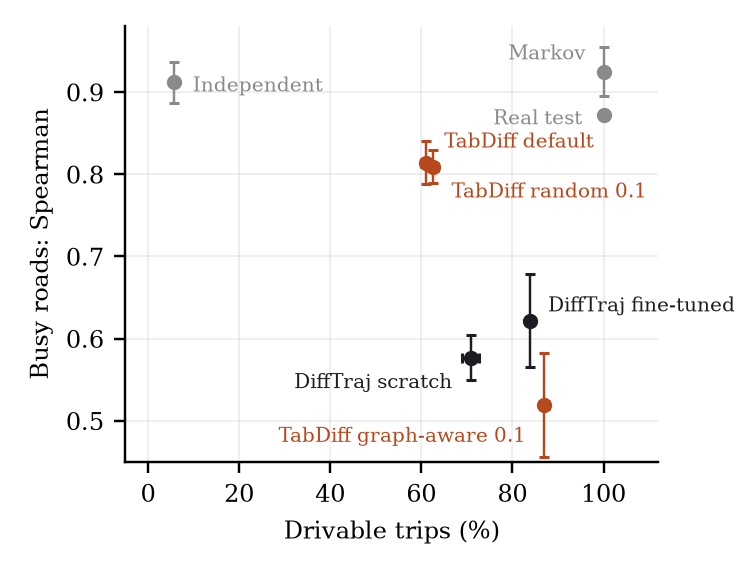 Markov
Independent
Real test
TabDiff default
TabDiff random 0.1
DiffTraj fine-tuned
DiffTraj scratch
TabDiff graph-aware 0.1
Busy roads: Spearman
0.9
0.8
0.7
0.6
0.5
0 20 40 60 80 100
Drivable trips (%)